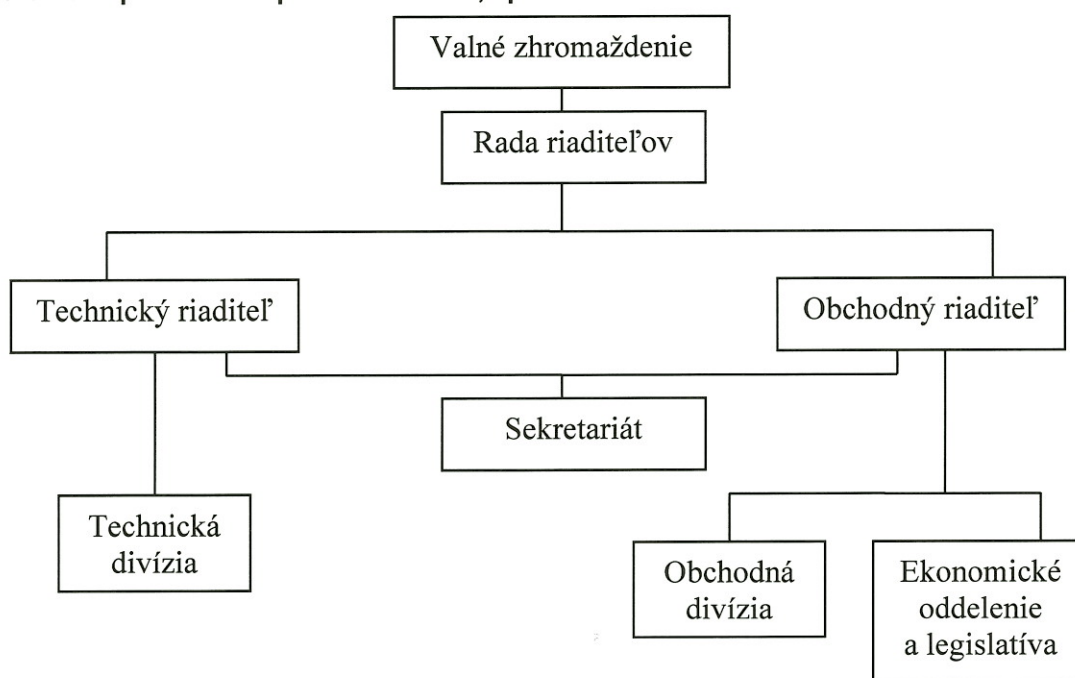 Valné zhromaždenie
Rada riaditeľov
Technický riaditeľ
Obchodný riaditeľ
Sekretariát
Technická
divízia
Obchodná
divízia
Ekonomické
oddelenie
a legislatíva